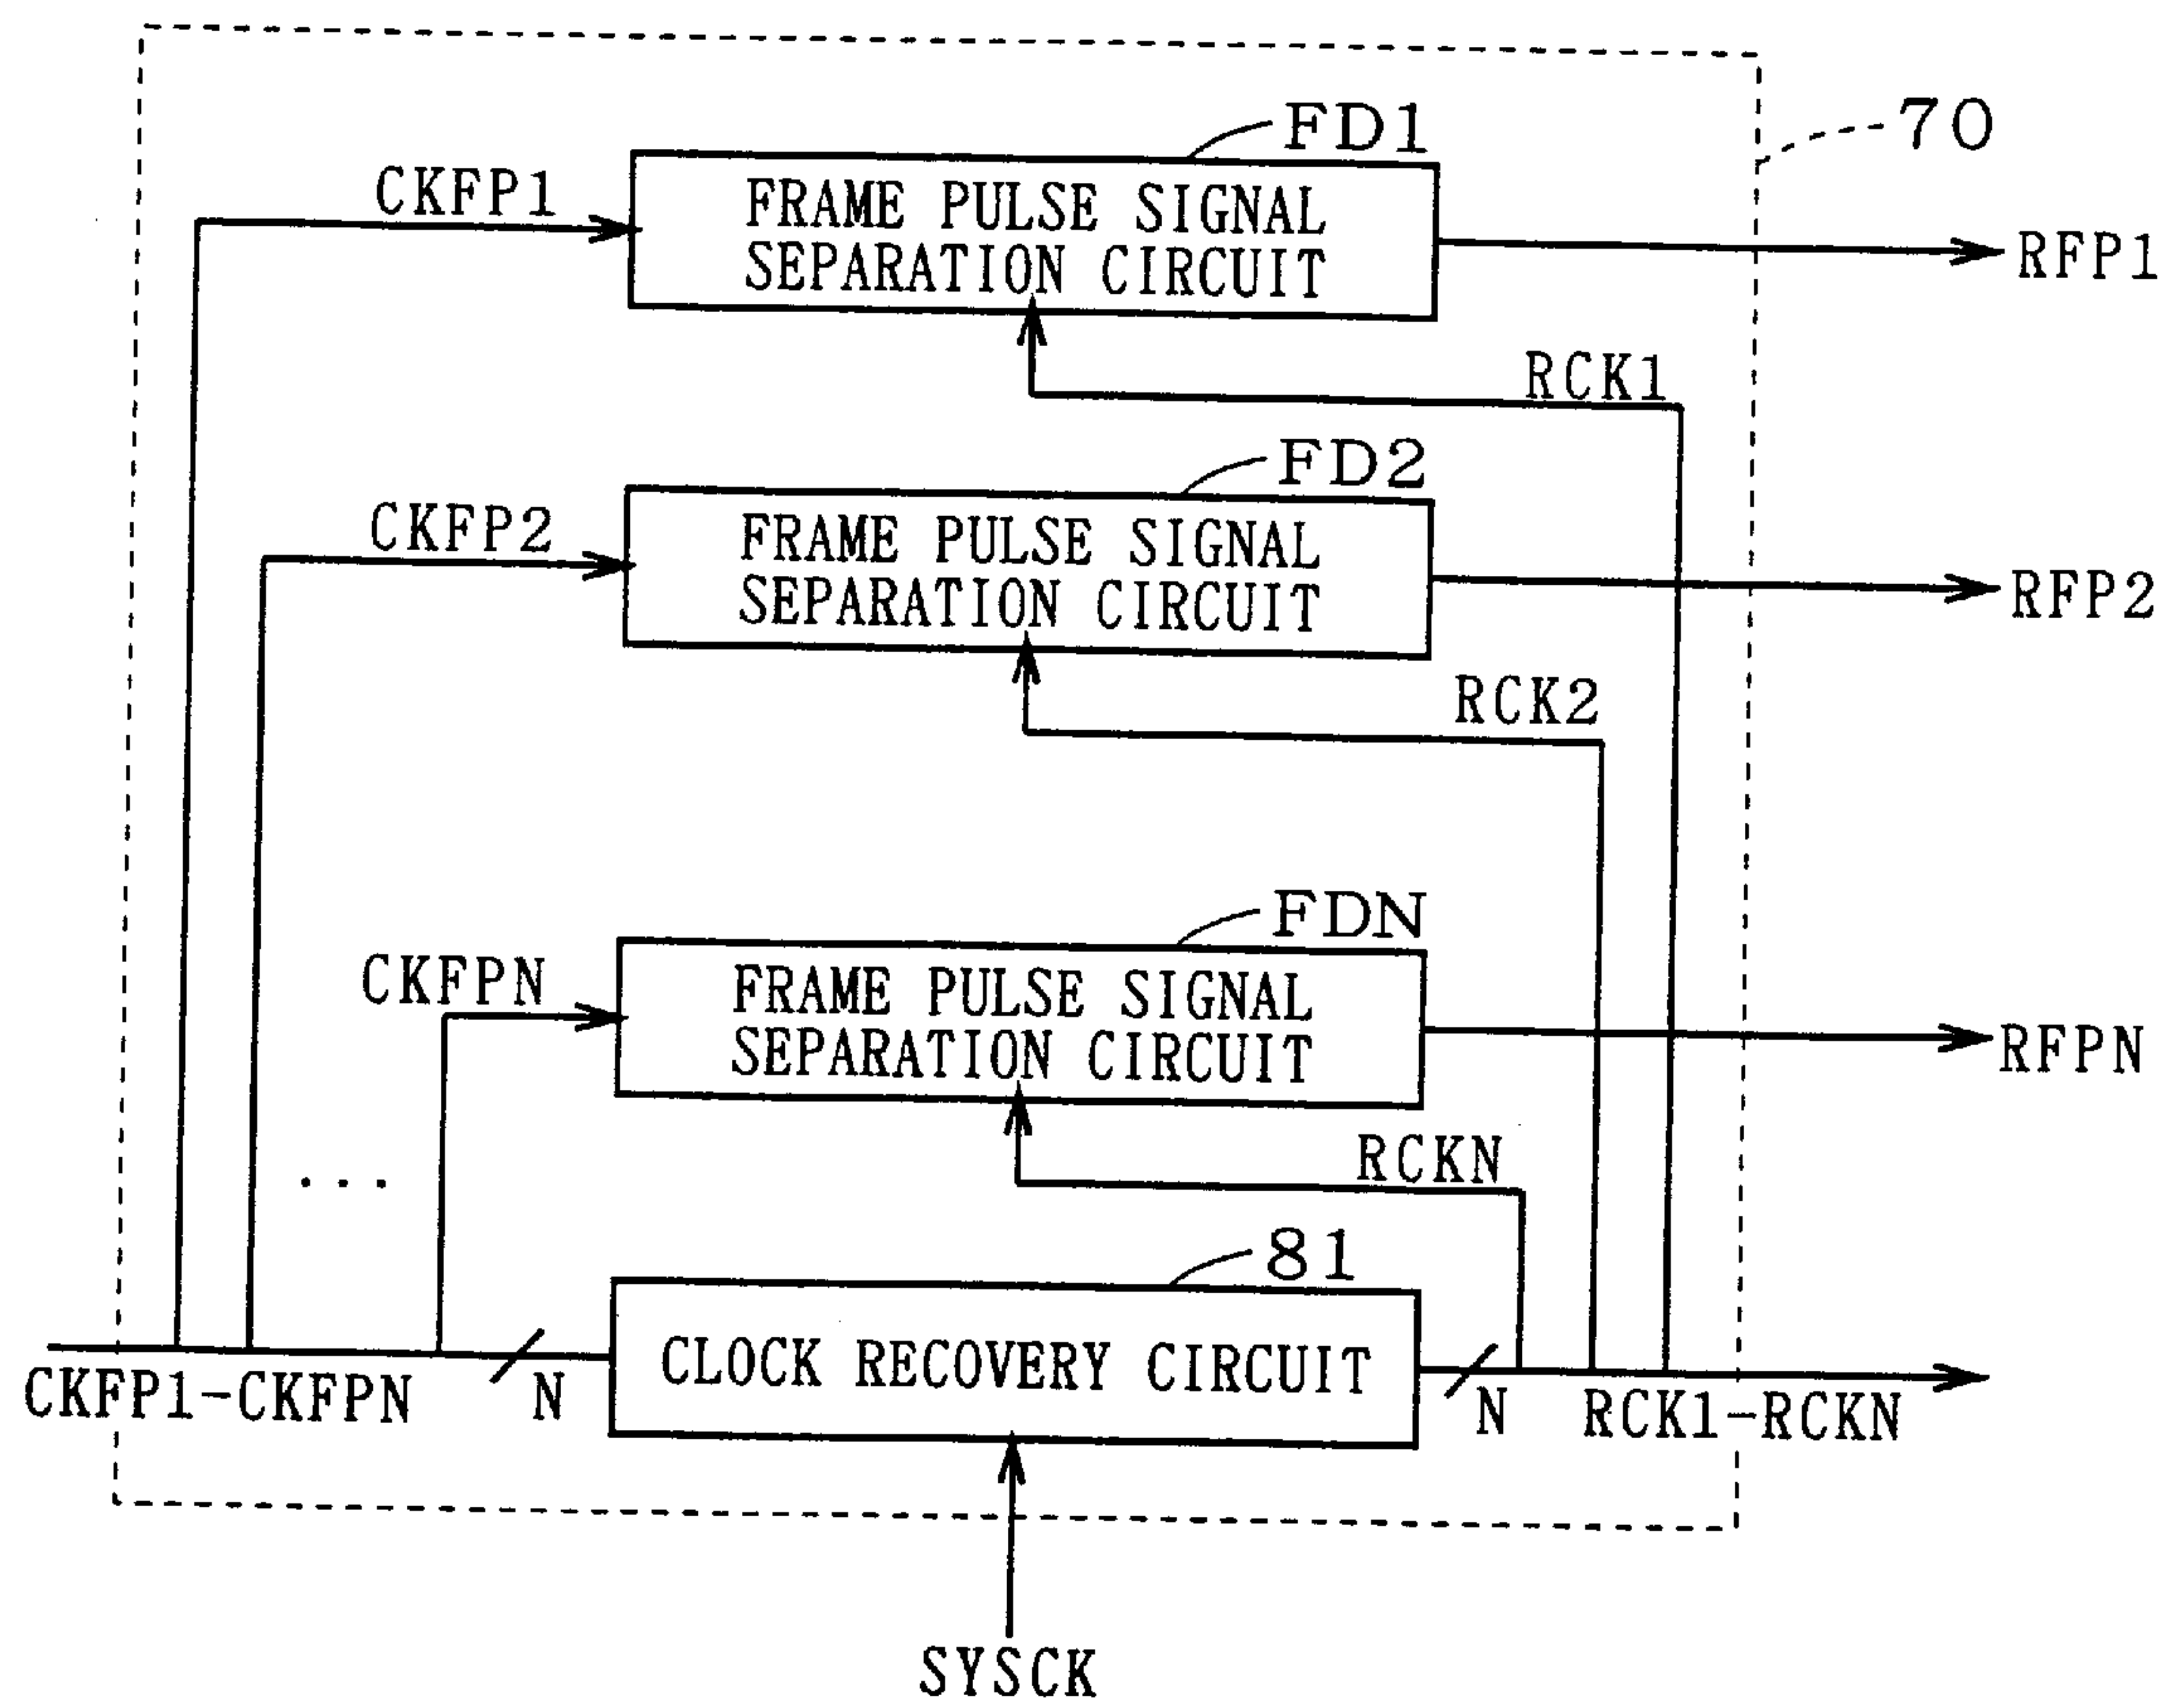 FD1
70
CKFP1
FRAME PULSE SIGNAL
SEPARATION CIRCUIT
RFP1
RCK1
FD2
CKFP2
FRAME PULSE SIGNAL
SEPARATION CIRCUIT
RFP2
RCK2
FDN
CKFPN
FRAME PULSE SIGNAL
SEPARATION CIRCUIT
RFPN
RCKN
...
81
CLOCK RECOVERY CIRCUIT
CKFP1-CKFPN
N
N
RCK1-RCKN
SYSCK